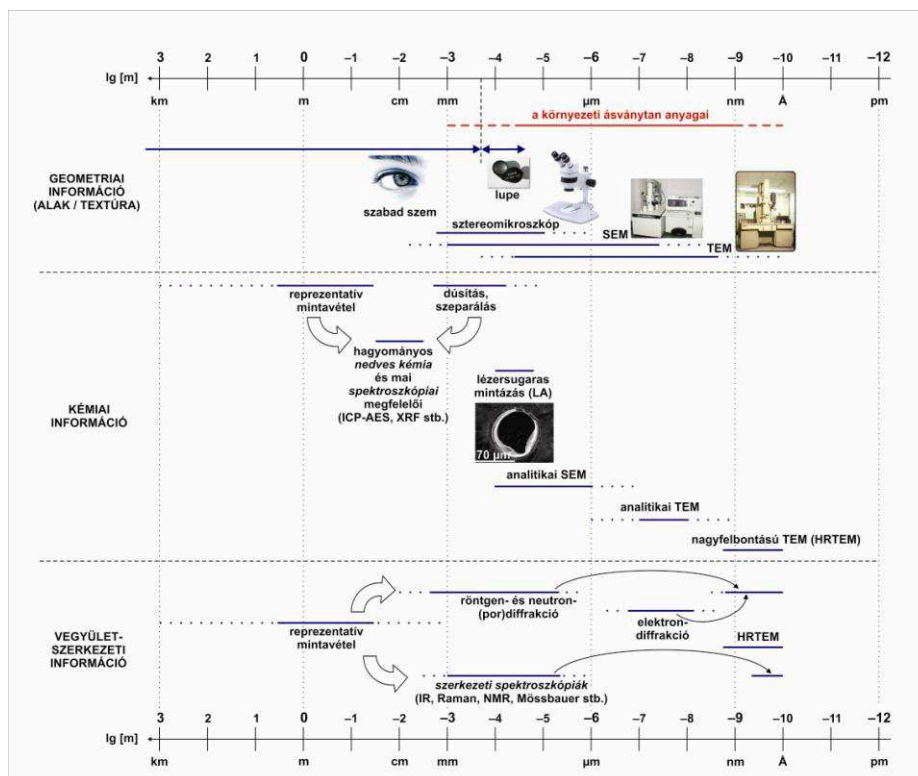 3 2 1 0 –1 –2 –3 –4 –5 –6 –7 –8 –9 –10 –12
lg [m]
km m cm mm µm nm Å pm
a környezeti ásványtan anyagai
GEOMETRIAI
INFORMÁCIÓ
(ALAK / TEXTÚRA)
szabad szem
lupe
sztereomikroszkóp
SEM
TEM
reprezentatív
mintavétel
dúsítás,
szeparálás
hagyományos
nedves kémia
és mai
spektroszkópiai
megfelelői
(ICP-AES, XRF stb.)
KÉMIAI
INFORMÁCIÓ
lézersugaras
mintázás (LA)
70 µm
analitikai SEM
analitikai TEM
nagyfelbontású TEM (HRTEM)
VEGYÜLET-
SZERKEZETI
INFORMÁCIÓ
reprezentatív
mintavétel
röntgen- és neutron-
(por)diffrakció
elektron-
diffrakció
HRTEM
szerkezeti spektroszkópiák
(IR, Raman, NMR, Mössbauer stb.)
3 2 1 0 –1 –2 –3 –4 –5 –6 –7 –8 –9 –10 –12
lg [m]
km m cm mm µm nm Å pm